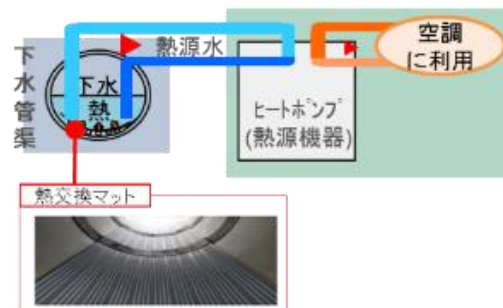 下水管渠
下水
熱
熱源水
ヒートポンプ
(熱源機器)
空調
に利用
熱交換マット